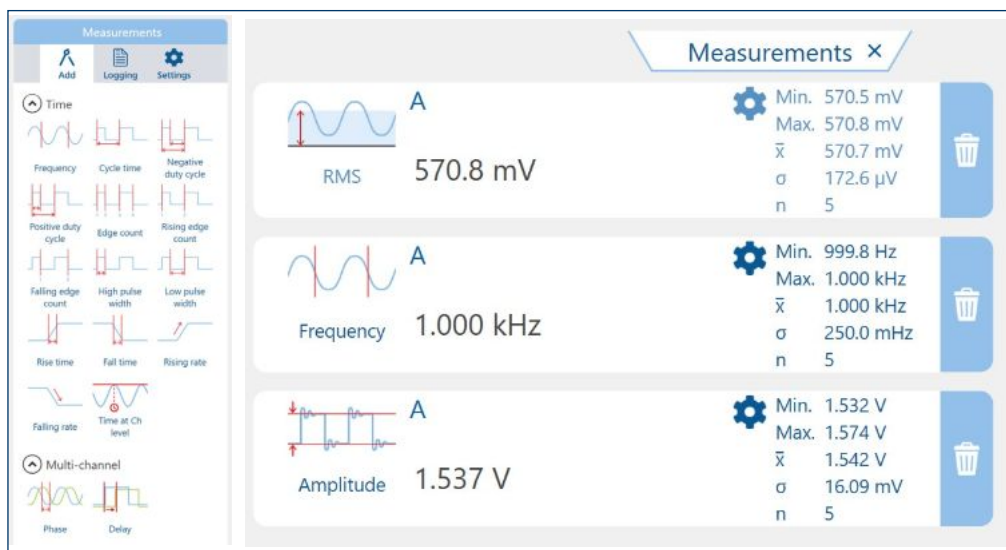 Measurements
Add
Logging
Settings
Time
Frequency
Cycle time
Negative
duty cycle
Positive duty
cycle
Edge count
Rising edge
count
Falling edge
count
High pulse
width
Low pulse
width
Rise time
Fall time
Rising rate
Falling rate
Time at Ch
level
Multi-channel
Phase
Delay
Measurements ×
A
RMS
570.8 mV
Min. 570.5 mV
Max. 570.8 mV
x̄ 570.7 mV
σ 172.6 µV
n 5
A
Frequency
1.000 kHz
Min. 999.8 Hz
Max. 1.000 kHz
x̄ 1.000 kHz
σ 250.0 mHz
n 5
A
Amplitude
1.537 V
Min. 1.532 V
Max. 1.574 V
x̄ 1.542 V
σ 16.09 mV
n 5